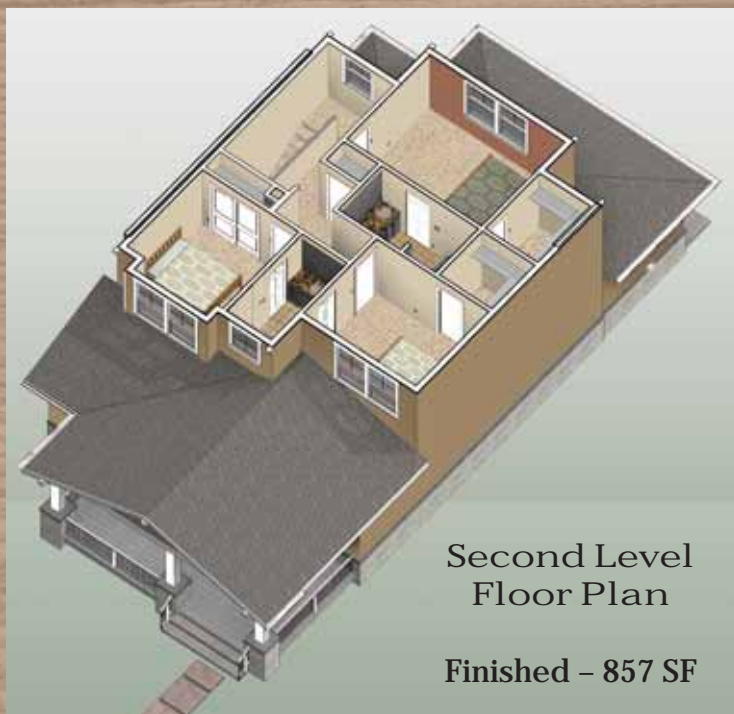 Second Level
Floor Plan
Finished – 857 SF